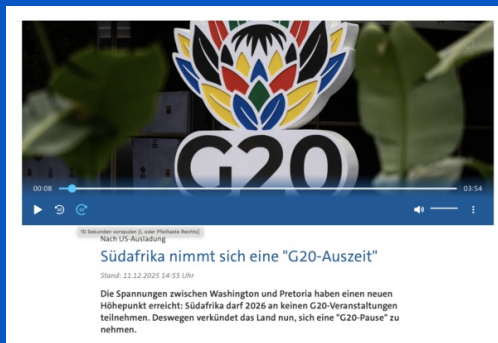 G20
00:08
03:54
10 Sekunden vorspulen [L oder Pfeiltaste Rechts]
Nach US-Ausladung
Südafrika nimmt sich eine "G20-Auszeit"
Stand: 11.12.2025 14:55 Uhr
Die Spannungen zwischen Washington und Pretoria haben einen neuen
Höhepunkt erreicht: Südafrika darf 2026 an keinen G20-Veranstaltungen
teilnehmen. Deswegen verkündet das Land nun, sich eine "G20-Pause" zu
nehmen.